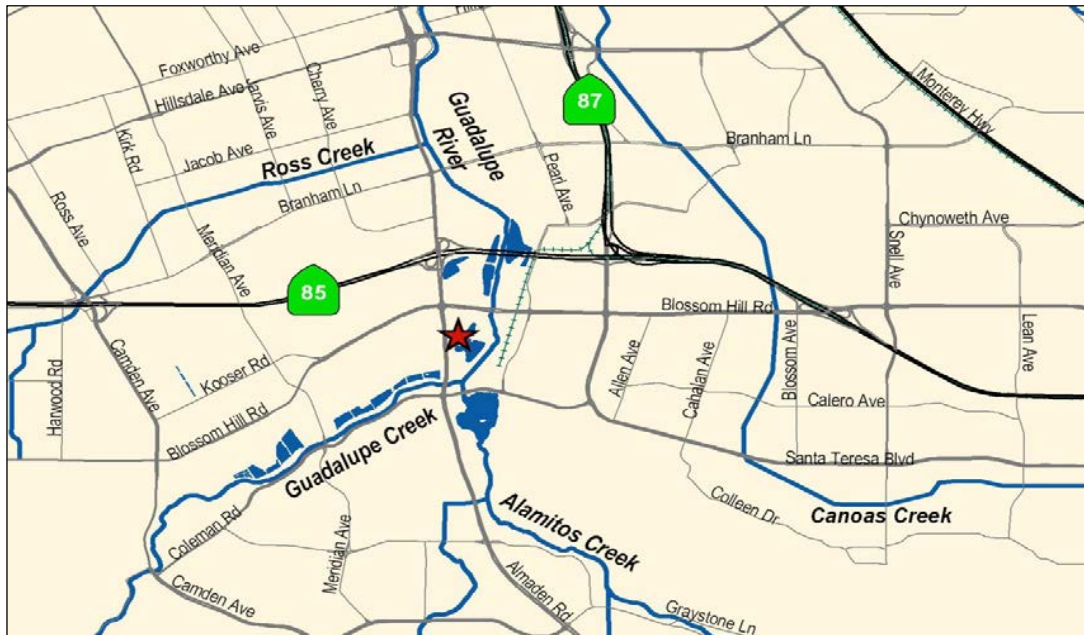 Foxworthy Ave
Hillsdale Ave
Jarvis Ave
Cherry Ave
Kirk Rd
Jacob Ave
Ross Creek
Branham Ln
Ross Ave
Meridian Ave
Guadalupe
River
87
Pearl Ave
Branham Ln
Monterey Hwy
Chynoweth Ave
Snell Ave
85
Blossom Hill Rd
Lean Ave
Blossom Ave
Allen Ave
Cahalan Ave
Calero Ave
Kooser Rd
Camden Ave
Harwood Rd
Blossom Hill Rd
Guadalupe Creek
Santa Teresa Blvd
Colleen Dr
Canoas Creek
Coleman Rd
Meridian Ave
Alamitos Creek
Almaden Rd
Camden Ave
Graystone Ln